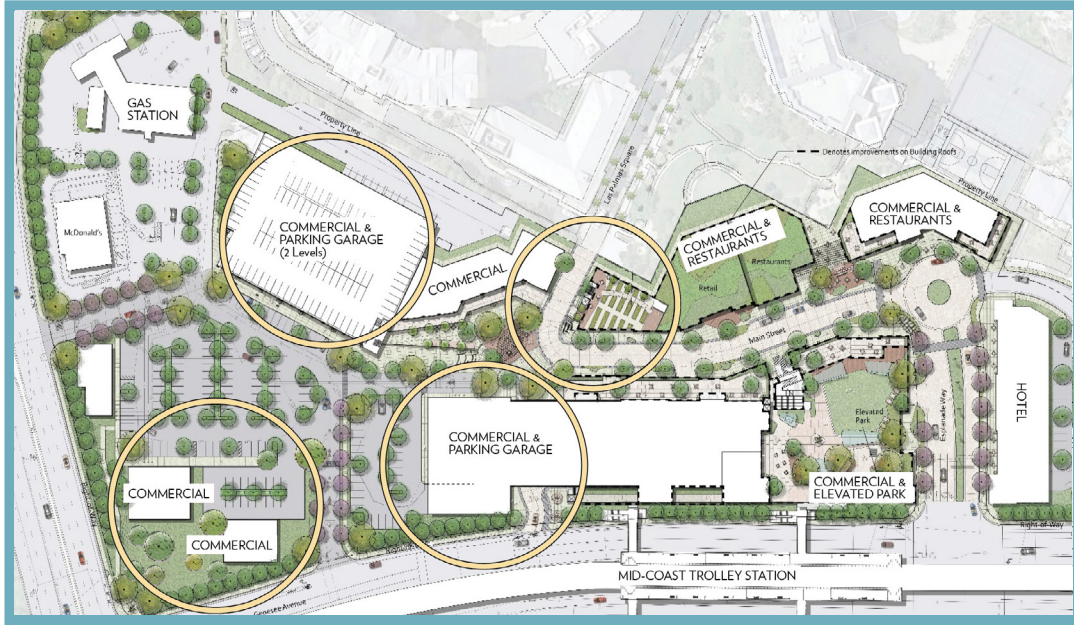 GAS
STATION
Property Line
Las Palmas Square
Denotes improvements on Building Roofs
McDonald's
COMMERCIAL &
PARKING GARAGE
(2 Levels)
COMMERCIAL
COMMERCIAL &
RESTAURANTS
Restaurants
Retail
COMMERCIAL &
RESTAURANTS
Property Line
Main Street
Elevated
Park
Esplanade Way
HOTEL
COMMERCIAL &
PARKING GARAGE
COMMERCIAL
COMMERCIAL
COMMERCIAL &
ELEVATED PARK
Right-of-Way
MID-COAST TROLLEY STATION
Genesee Avenue